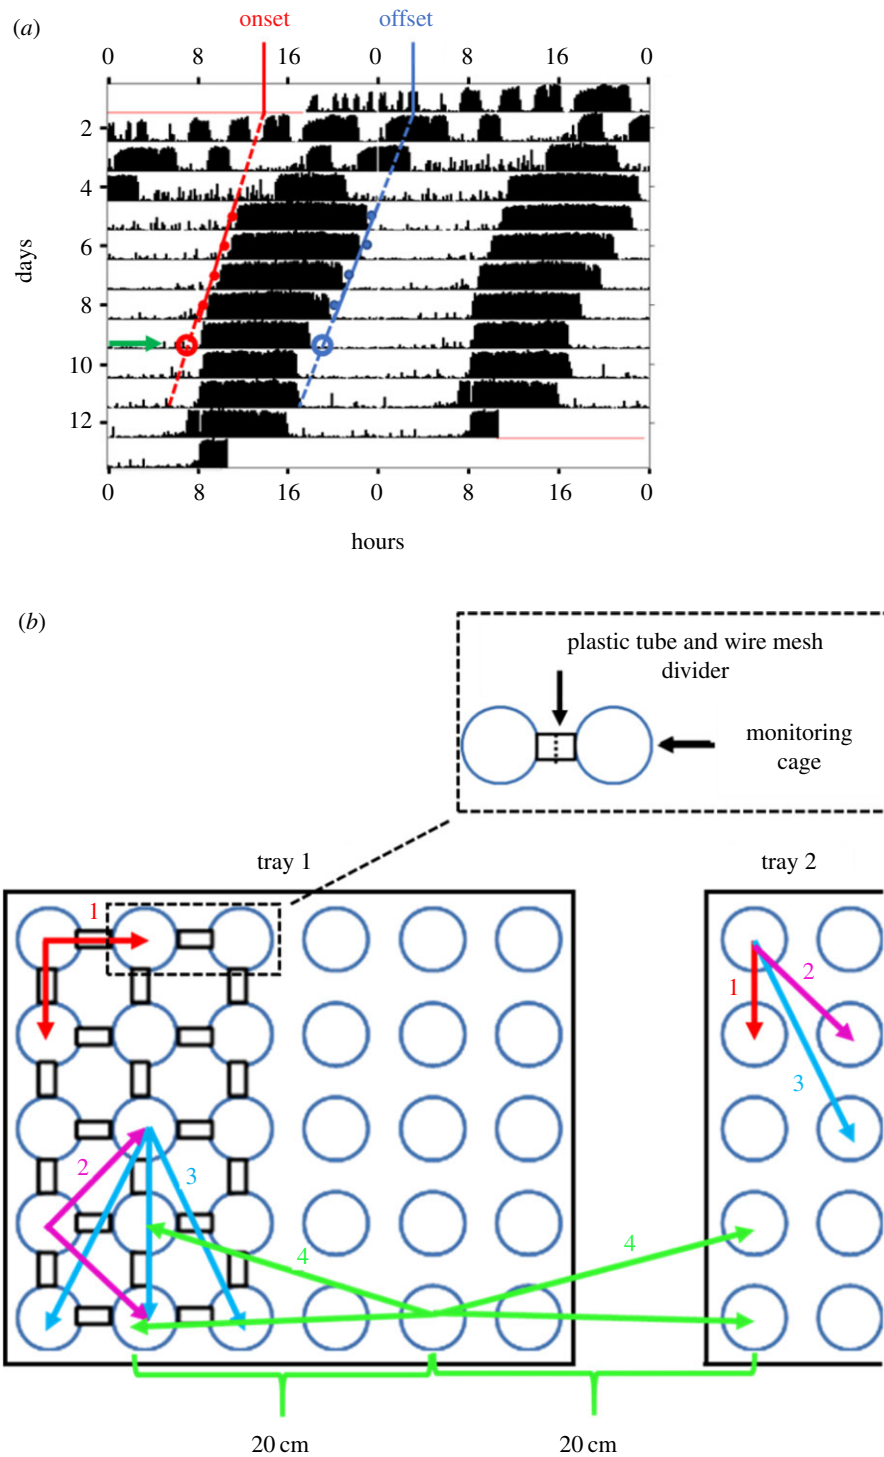 (a)
onset offset
0 8 16 0 8 16 0
2
4
6
8
10
12
days
0 8 16 0 8 16 0
hours
(b)
plastic tube and wire mesh
divider
monitoring
cage
tray 1 tray 2
1
2
1
3
2
3
4
4
20 cm 20 cm